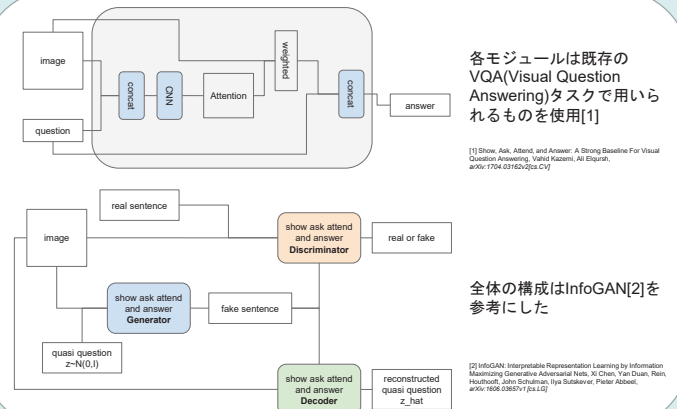 image
question
concat
CNN
Attention
weighted
concat
answer
各モジュールは既存の
VQA(Visual Question
Answering)タスクで用いら
れるものを使用[1]
[1] Show, Ask, Attend, and Answer: A Strong Baseline For Visual
Question Answering, Vahid Kazemi, Ali Elqursh,
arXiv:1704.03162v2[cs.CV]
real sentence
image
show ask attend
and answer
Discriminator
real or fake
show ask attend
and answer
Generator
fake sentence
quasi question
z~N(0,I)
show ask attend
and answer
Decoder
reconstructed
quasi question
z_hat
全体の構成はInfoGAN[2]を
参考にした
[2] InfoGAN: Interpretable Representation Learning by Information
Maximizing Generative Adversarial Nets, Xi Chen, Yan Duan, Rein,
Houthooft, John Schulman, Ilya Sutskever, Pieter Abbeel,
arXiv:1606.03657v1 [cs.LG]